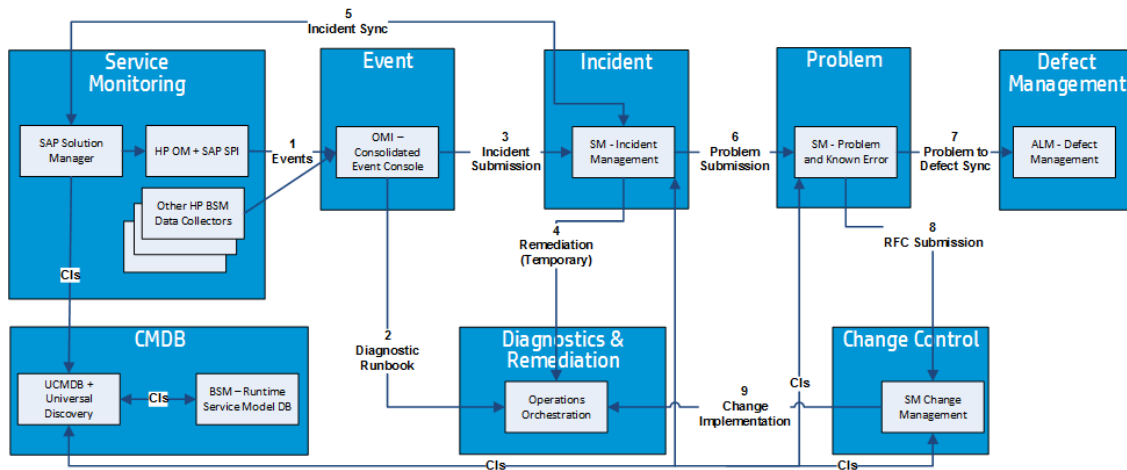 5
Incident Sync
Service
Monitoring
Event
Incident
Problem
Defect
Management
SAP Solution
Manager
HP OM + SAP SPI
1
Events
OMI –
Consolidated
Event Console
3
Incident
Submission
SM - Incident
Management
6
Problem
Submission
SM - Problem
and Known Error
7
Problem to
Defect Sync
ALM - Defect
Management
Other HP BSM
Data Collectors
4
Remediation
(Temporary)
8
RFC Submission
CIs
CMDB
2
Diagnostic
Runbook
Diagnostics &
Remediation
Change Control
UCMDB +
Universal
Discovery
CIs
BSM – Runtime
Service Model DB
Operations
Orchestration
9
Change
Implementation
CIs
SM Change
Management
CIs
CIs